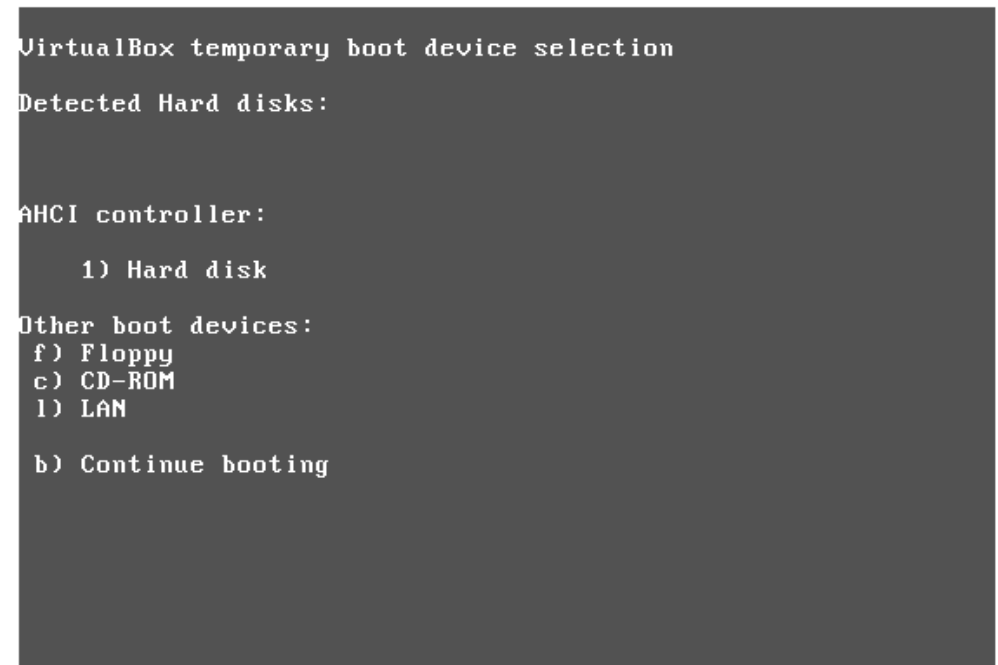 VirtualBox temporary boot device selection
Detected Hard disks:
AHCI controller:
1) Hard disk
Other boot devices:
f) Floppy
c) CD-ROM
l) LAN
b) Continue booting